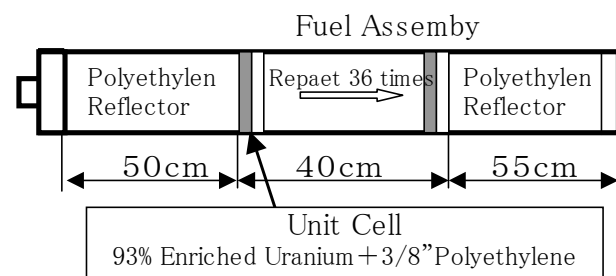 Fuel Assemby
Polyethylen
Reflector
Repaet 36 times
Polyethylen
Reflector
50cm
40cm
55cm
Unit Cell
93% Enriched Uranium＋3/8”Polyethylene